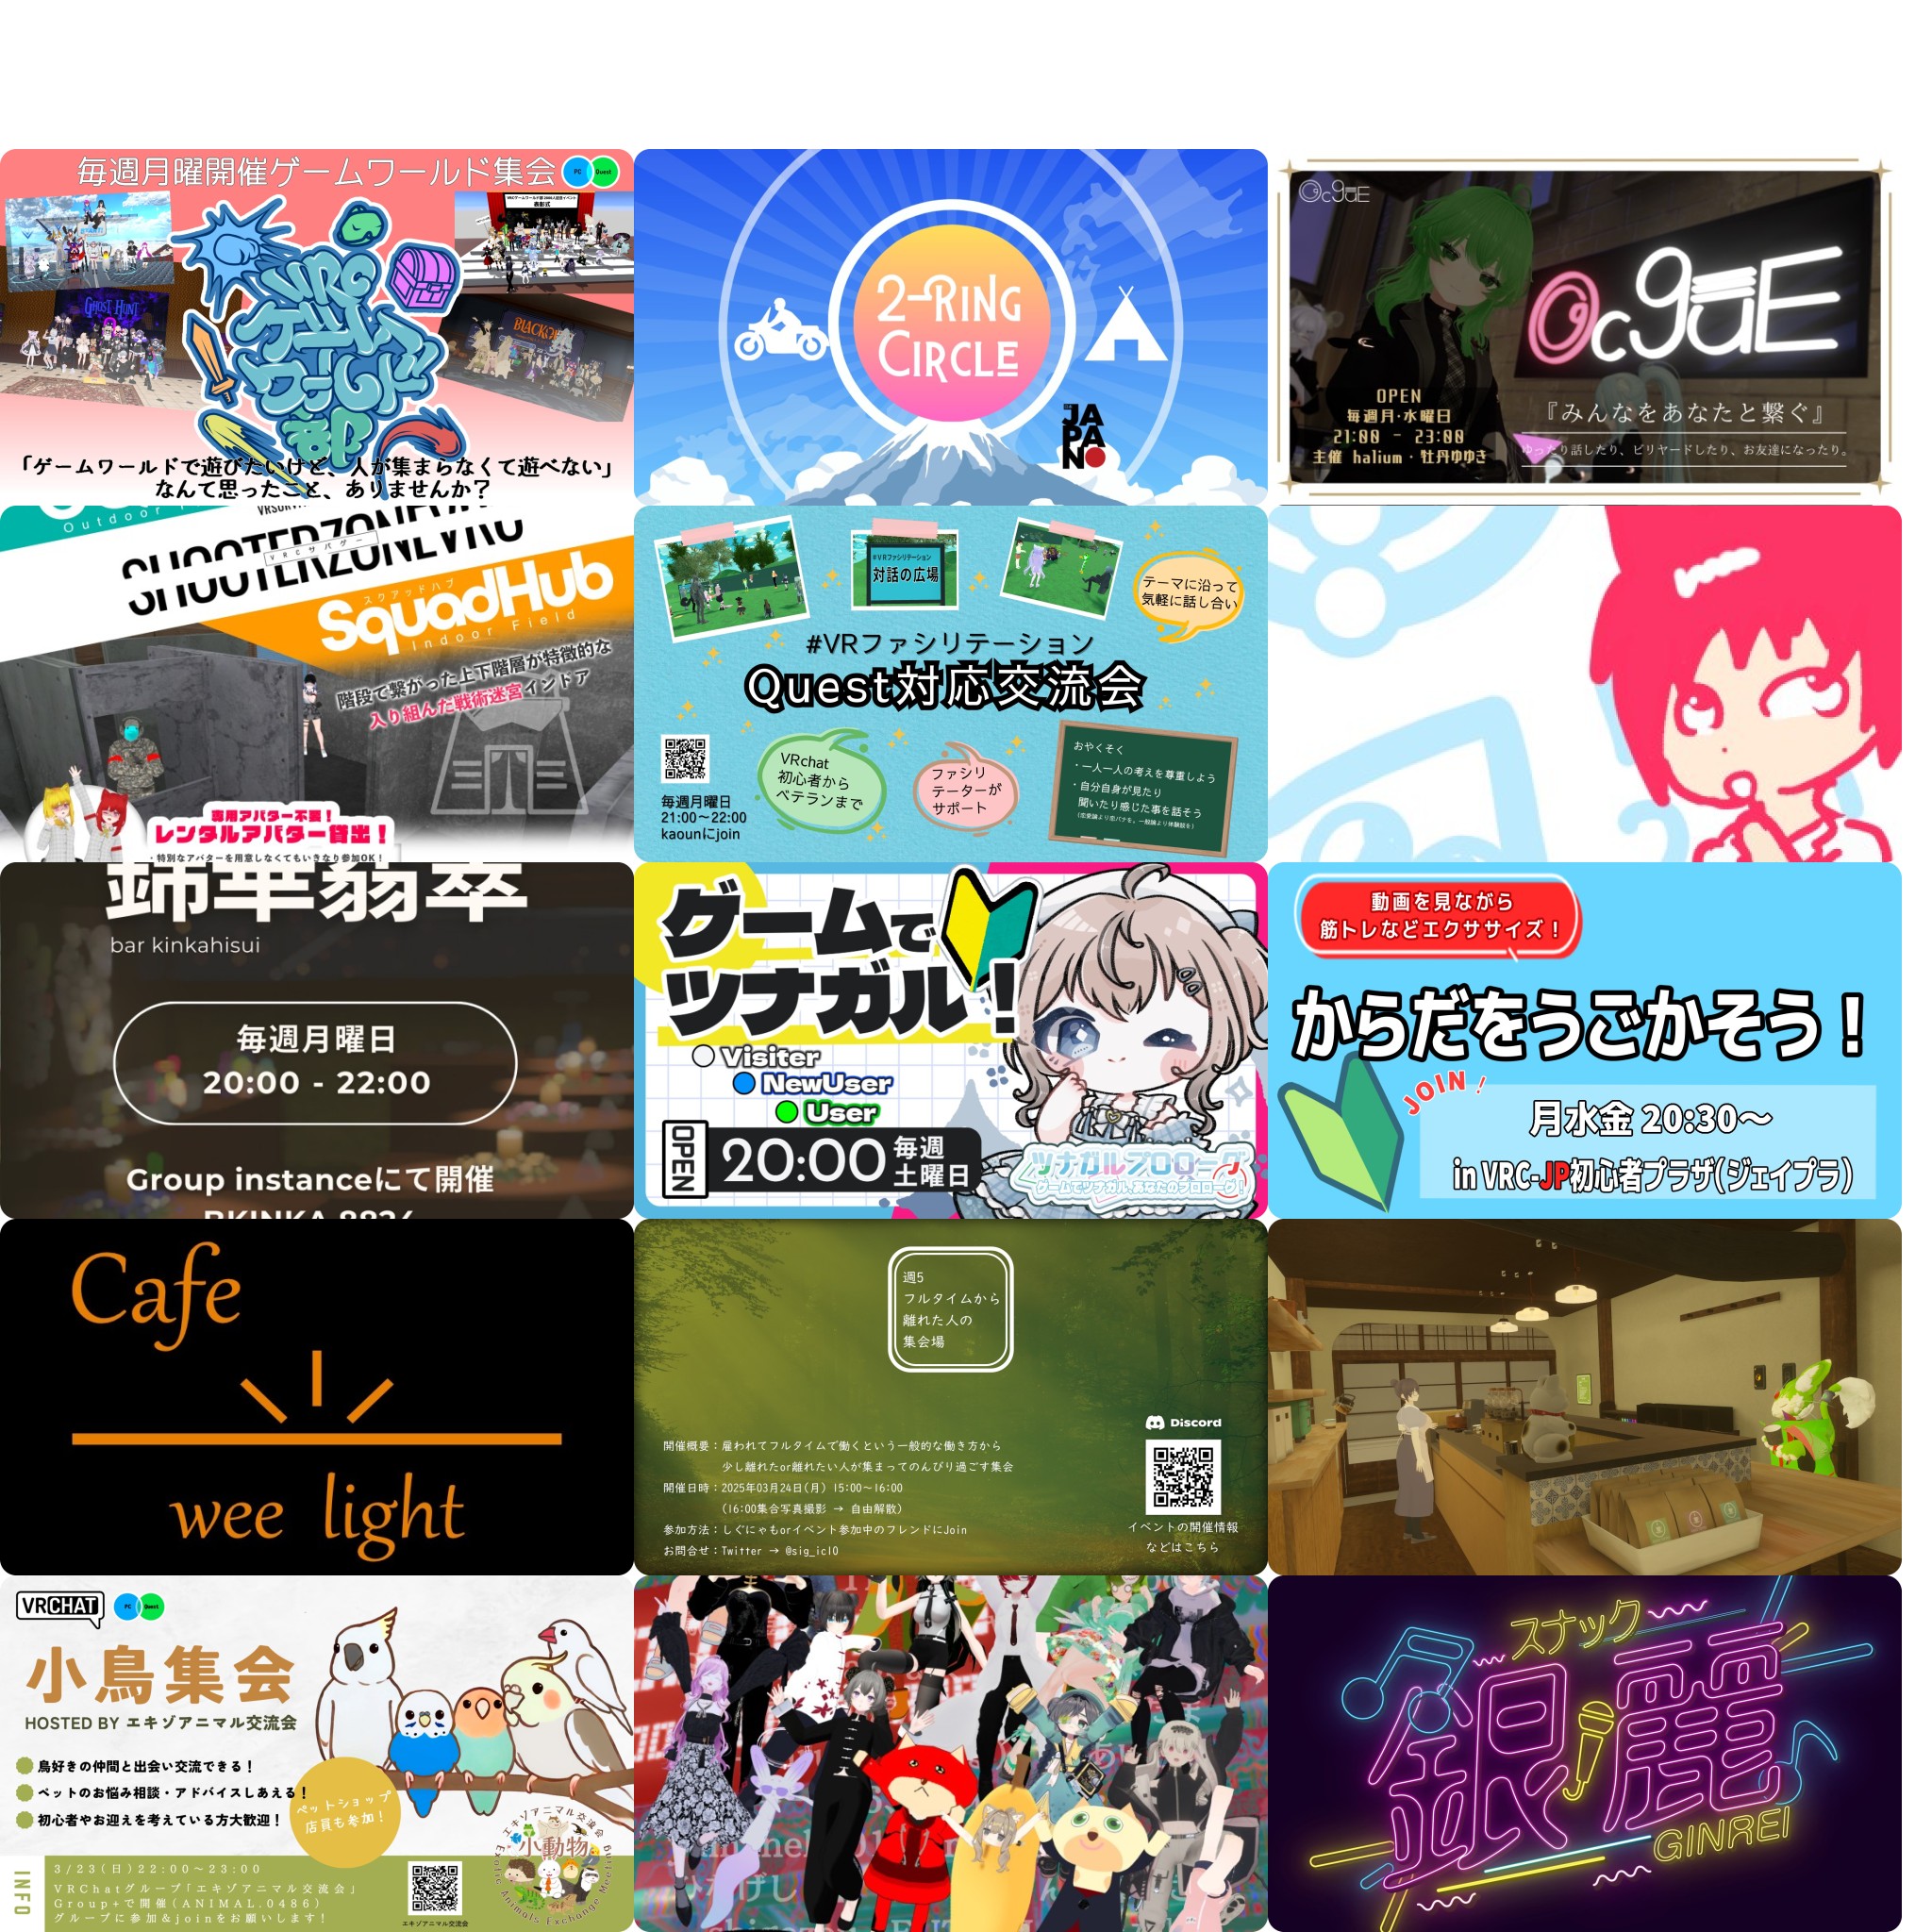 毎週月曜開催ゲームワールド集会
PC
Quest
GHOST HUNT
VRC
ゲーム
ワールド
部
「ゲームワールドで遊びたいけど、人が集まらなくて遊べない」
なんて思ったこと、ありませんか?
2-RING
CIRCLE
JA
PA
N
OcguE
OcguE
OPEN
毎週月・水曜日
21:00 - 23:00
主催 halium・牡丹ゆゆき
『みんなをあなたと繋ぐ』
ゆったり話したり、ビリヤードしたり、お友達になったり。
Outdoor
SHOOTERZONEVRC
VRCサバゲー
スクアッドハブ
SquadHub
Indoor Field
階段で繋がった上下階層が特徴的な
入り組んだ戦術迷宮インドア
専用アバター不要!
レンタルアバター貸出!
・特別なアバターを用意しなくてもいきなり参加OK!
#VRファシリテーション
対話の広場
テーマに沿って
気軽に話し合い
#VRファシリテーション
Quest対応交流会
毎週月曜日
21:00~22:00
kaounにjoin
VRchat
初心者から
ベテランまで
ファシリ
テーターが
サポート
おやくそく
・一人一人の考えを尊重しよう
・自分自身が見たり
聞いたり感じた事を話そう
bar kinkahisui
毎週月曜日
20:00 - 22:00
Group instanceにて開催
ゲームで
ツナガル!
Visiter
NewUser
User
OPEN
20:00 毎週
土曜日
ツナガルプロローグ
ゲームでツナガル、あなたのプロローグ!
動画を見ながら
筋トレなどエクササイズ!
からだをうごかそう!
JOIN!
月水金 20:30~
in VRC-JP初心者プラザ(ジェイプラ)
Cafe
wee light
週5
フルタイムから
離れた人の
集会場
開催概要:雇われてフルタイムで働くという一般的な働き方から
少し離れたor離れたい人が集まってのんびり過ごす集会
開催日時:2025年03月24日(月) 15:00~16:00
(16:00集合写真撮影 → 自由解散)
参加方法:しぐにゃもorイベント参加中のフレンドにJoin
お問合せ:Twitter → @sig_icl0
Discord
イベントの開催情報
などはこちら
VRCHAT
PC
Quest
小鳥集会
HOSTED BY エキゾアニマル交流会
鳥好きの仲間と出会い交流できる!
ペットのお悩み相談・アドバイスしあえる!
初心者やお迎えを考えている方大歓迎!
ペットショップ
店員も参加!
INFO
3/23(日)22:00~23:00
VRChatグループ「エキゾアニマル交流会」
Group+で開催(ANIMAL.0486)
グループに参加&joinをお願いします!
エキゾアニマル交流会
エキゾアニマル交流会
小動物
Exotic Animals Exchange Meeting
スナック
銀麗
GINREI